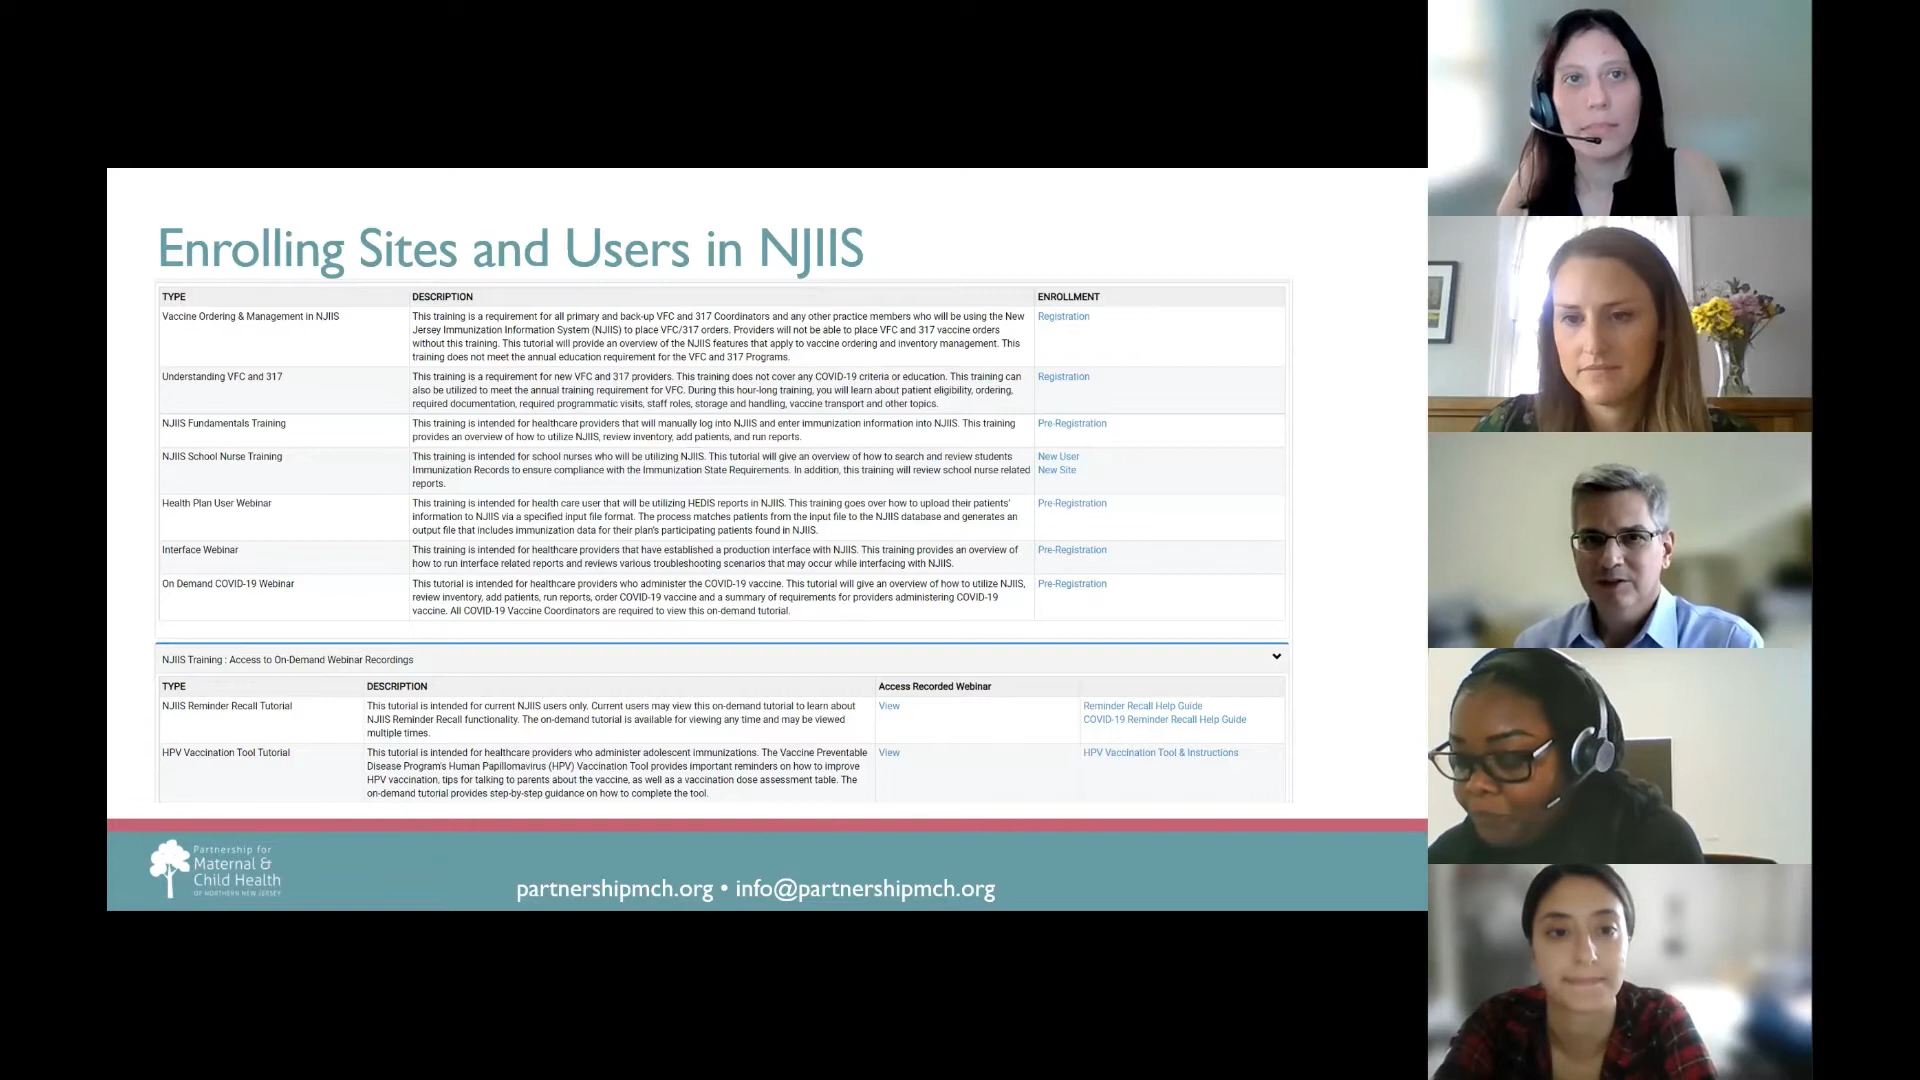 Enrolling Sites and Users in NJIIS
TYPE DESCRIPTION ENROLLMENT
Vaccine Ordering & Management in NJIIS This training is a requirement for all primary and back-up VFC and 317 Coordinators and any other practice members who will be using the New Registration
Jersey Immunization Information System (NJIIS) to place VFC/317 orders. Providers will not be able to place VFC and 317 vaccine orders
without this training. This tutorial will provide an overview of the NJIIS features that apply to vaccine ordering and inventory management. This
training does not meet the annual education requirement for the VFC and 317 Programs.
Understanding VFC and 317 This training is a requirement for new VFC and 317 providers. This training does not cover any COVID-19 criteria or education. This training can Registration
also be utilized to meet the annual training requirement for VFC. During this hour-long training, you will learn about patient eligibility, ordering,
required documentation, required programmatic visits, staff roles, storage and handling, vaccine transport and other topics.
NJIIS Fundamentals Training This training is intended for healthcare providers that will manually log into NJIIS and enter immunization information into NJIIS. This training Pre-Registration
provides an overview of how to utilize NJIIS, review inventory, add patients, and run reports.
NJIIS School Nurse Training This training is intended for school nurses who will be utilizing NJIIS. This tutorial will give an overview of how to search and review students New User
Immunization Records to ensure compliance with the Immunization State Requirements. In addition, this training will review school nurse related New Site
reports.
Health Plan User Webinar This training is intended for health care user that will be utilizing HEDIS reports in NJIIS. This training goes over how to upload their patients' Pre-Registration
information to NJIIS via a specified input file format. The process matches patients from the input file to the NJIIS database and generates an
output file that includes immunization data for their plan's participating patients found in NJIIS.
Interface Webinar This training is intended for healthcare providers that have established a production interface with NJIIS. This training provides an overview of Pre-Registration
how to run interface related reports and reviews various troubleshooting scenarios that may occur while interfacing with NJIIS.
On Demand COVID-19 Webinar This tutorial is intended for healthcare providers who administer the COVID-19 vaccine. This tutorial will give an overview of how to utilize NJIIS, Pre-Registration
review inventory, add patients, run reports, order COVID-19 vaccine and a summary of requirements for providers administering COVID-19
vaccine. All COVID-19 Vaccine Coordinators are required to view this on-demand tutorial.
NJIIS Training : Access to On-Demand Webinar Recordings
TYPE DESCRIPTION Access Recorded Webinar
NJIIS Reminder Recall Tutorial This tutorial is intended for current NJIIS users only. Current users may view this on-demand tutorial to learn about View Reminder Recall Help Guide
NJIIS Reminder Recall functionality. The on-demand tutorial is available for viewing any time and may be viewed COVID-19 Reminder Recall Help Guide
multiple times.
HPV Vaccination Tool Tutorial This tutorial is intended for healthcare providers who administer adolescent immunizations. The Vaccine Preventable View HPV Vaccination Tool & Instructions
Disease Program's Human Papillomavirus (HPV) Vaccination Tool provides important reminders on how to improve
HPV vaccination, tips for talking to parents about the vaccine, as well as a vaccination dose assessment table. The
on-demand tutorial provides step-by-step guidance on how to complete the tool.
Partnership for
Maternal &
Child Health
OF NORTHERN NEW JERSEY
partnershipmch.org • info@partnershipmch.org